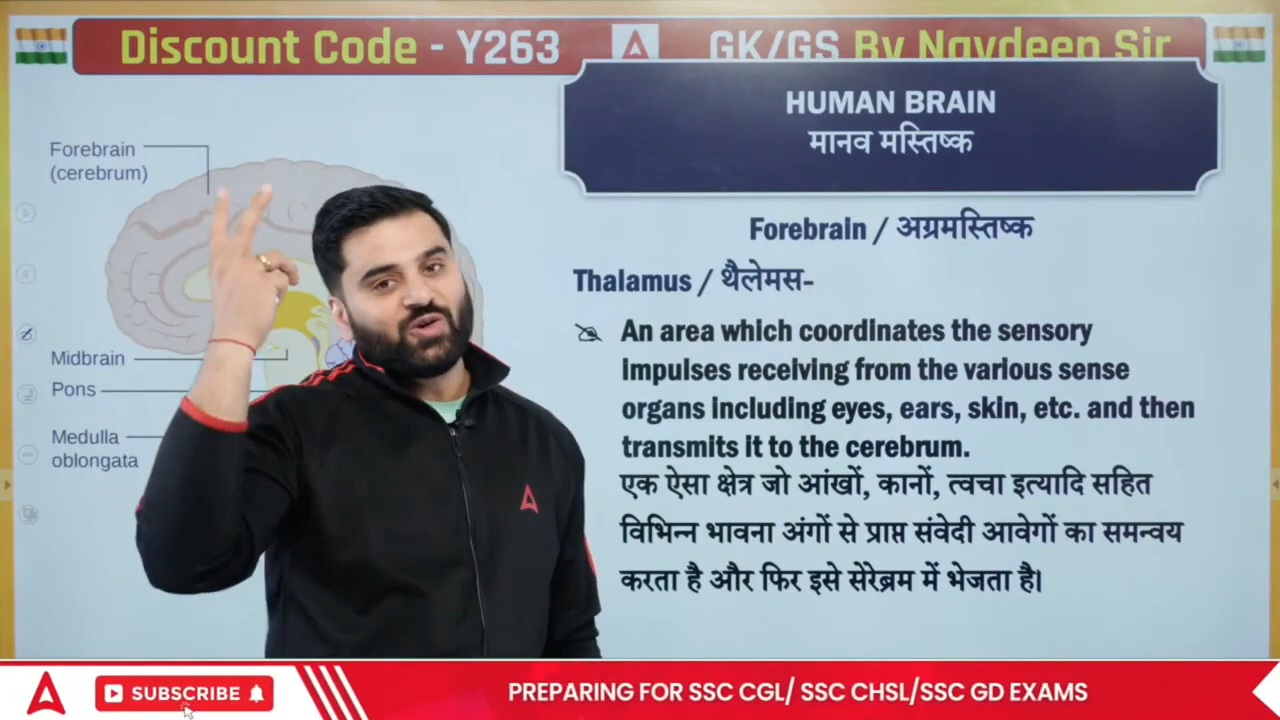 Discount Code - Y263
GK/GS By Navdeep Sir
HUMAN BRAIN
मानव मस्तिष्क
Forebrain
(cerebrum)
Midbrain
Pons
Medulla
oblongata
Forebrain / अग्रमस्तिष्क
Thalamus / थैलेमस-
An area which coordinates the sensory
impulses receiving from the various sense
organs including eyes, ears, skin, etc. and then
transmits it to the cerebrum.
एक ऐसा क्षेत्र जो आंखों, कानों, त्वचा इत्यादि सहित
विभिन्न भावना अंगों से प्राप्त संवेदी आवेगों का समन्वय
करता है और फिर इसे सेरेब्रम में भेजता है।
SUBSCRIBE
PREPARING FOR SSC CGL/ SSC CHSL/SSC GD EXAMS